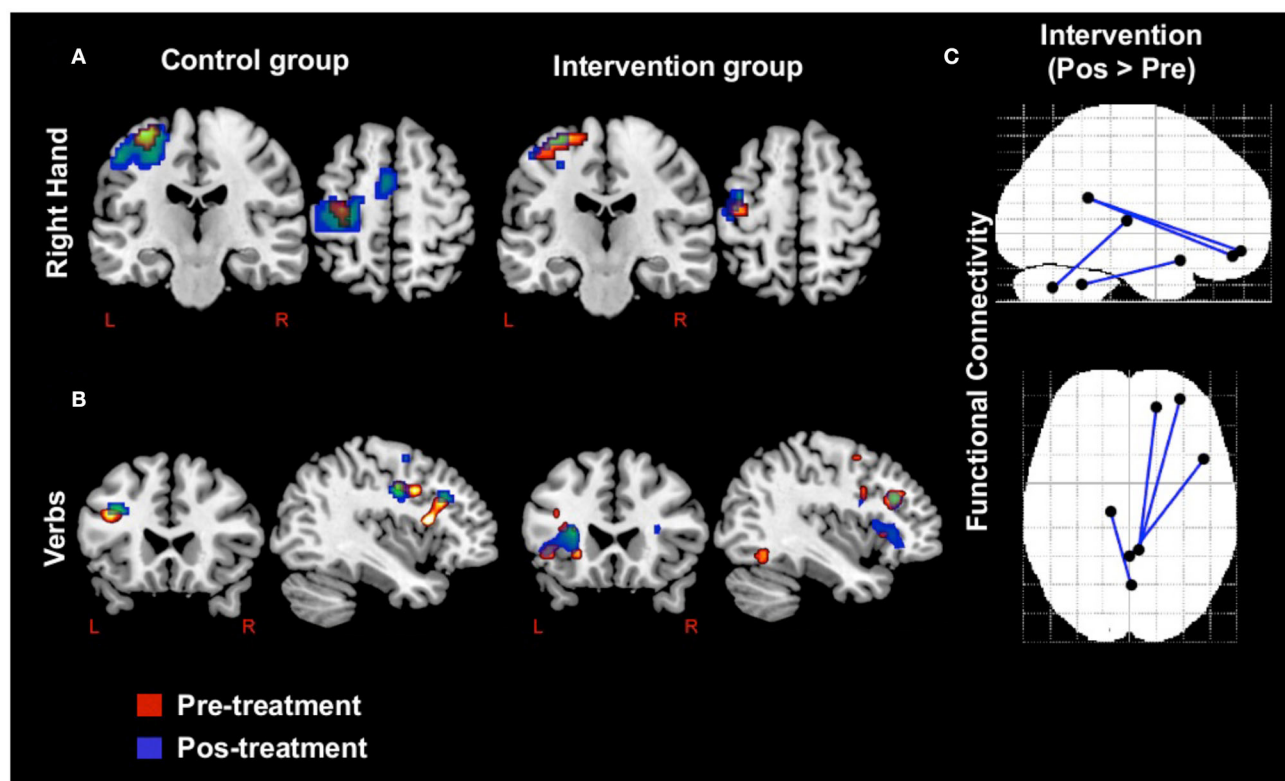 A
Control group
Intervention group
C
Intervention
(Pos > Pre)
Right Hand
L
R
L
R
Functional Connectivity
B
Verbs
L
R
L
R
Pre-treatment
Pos-treatment